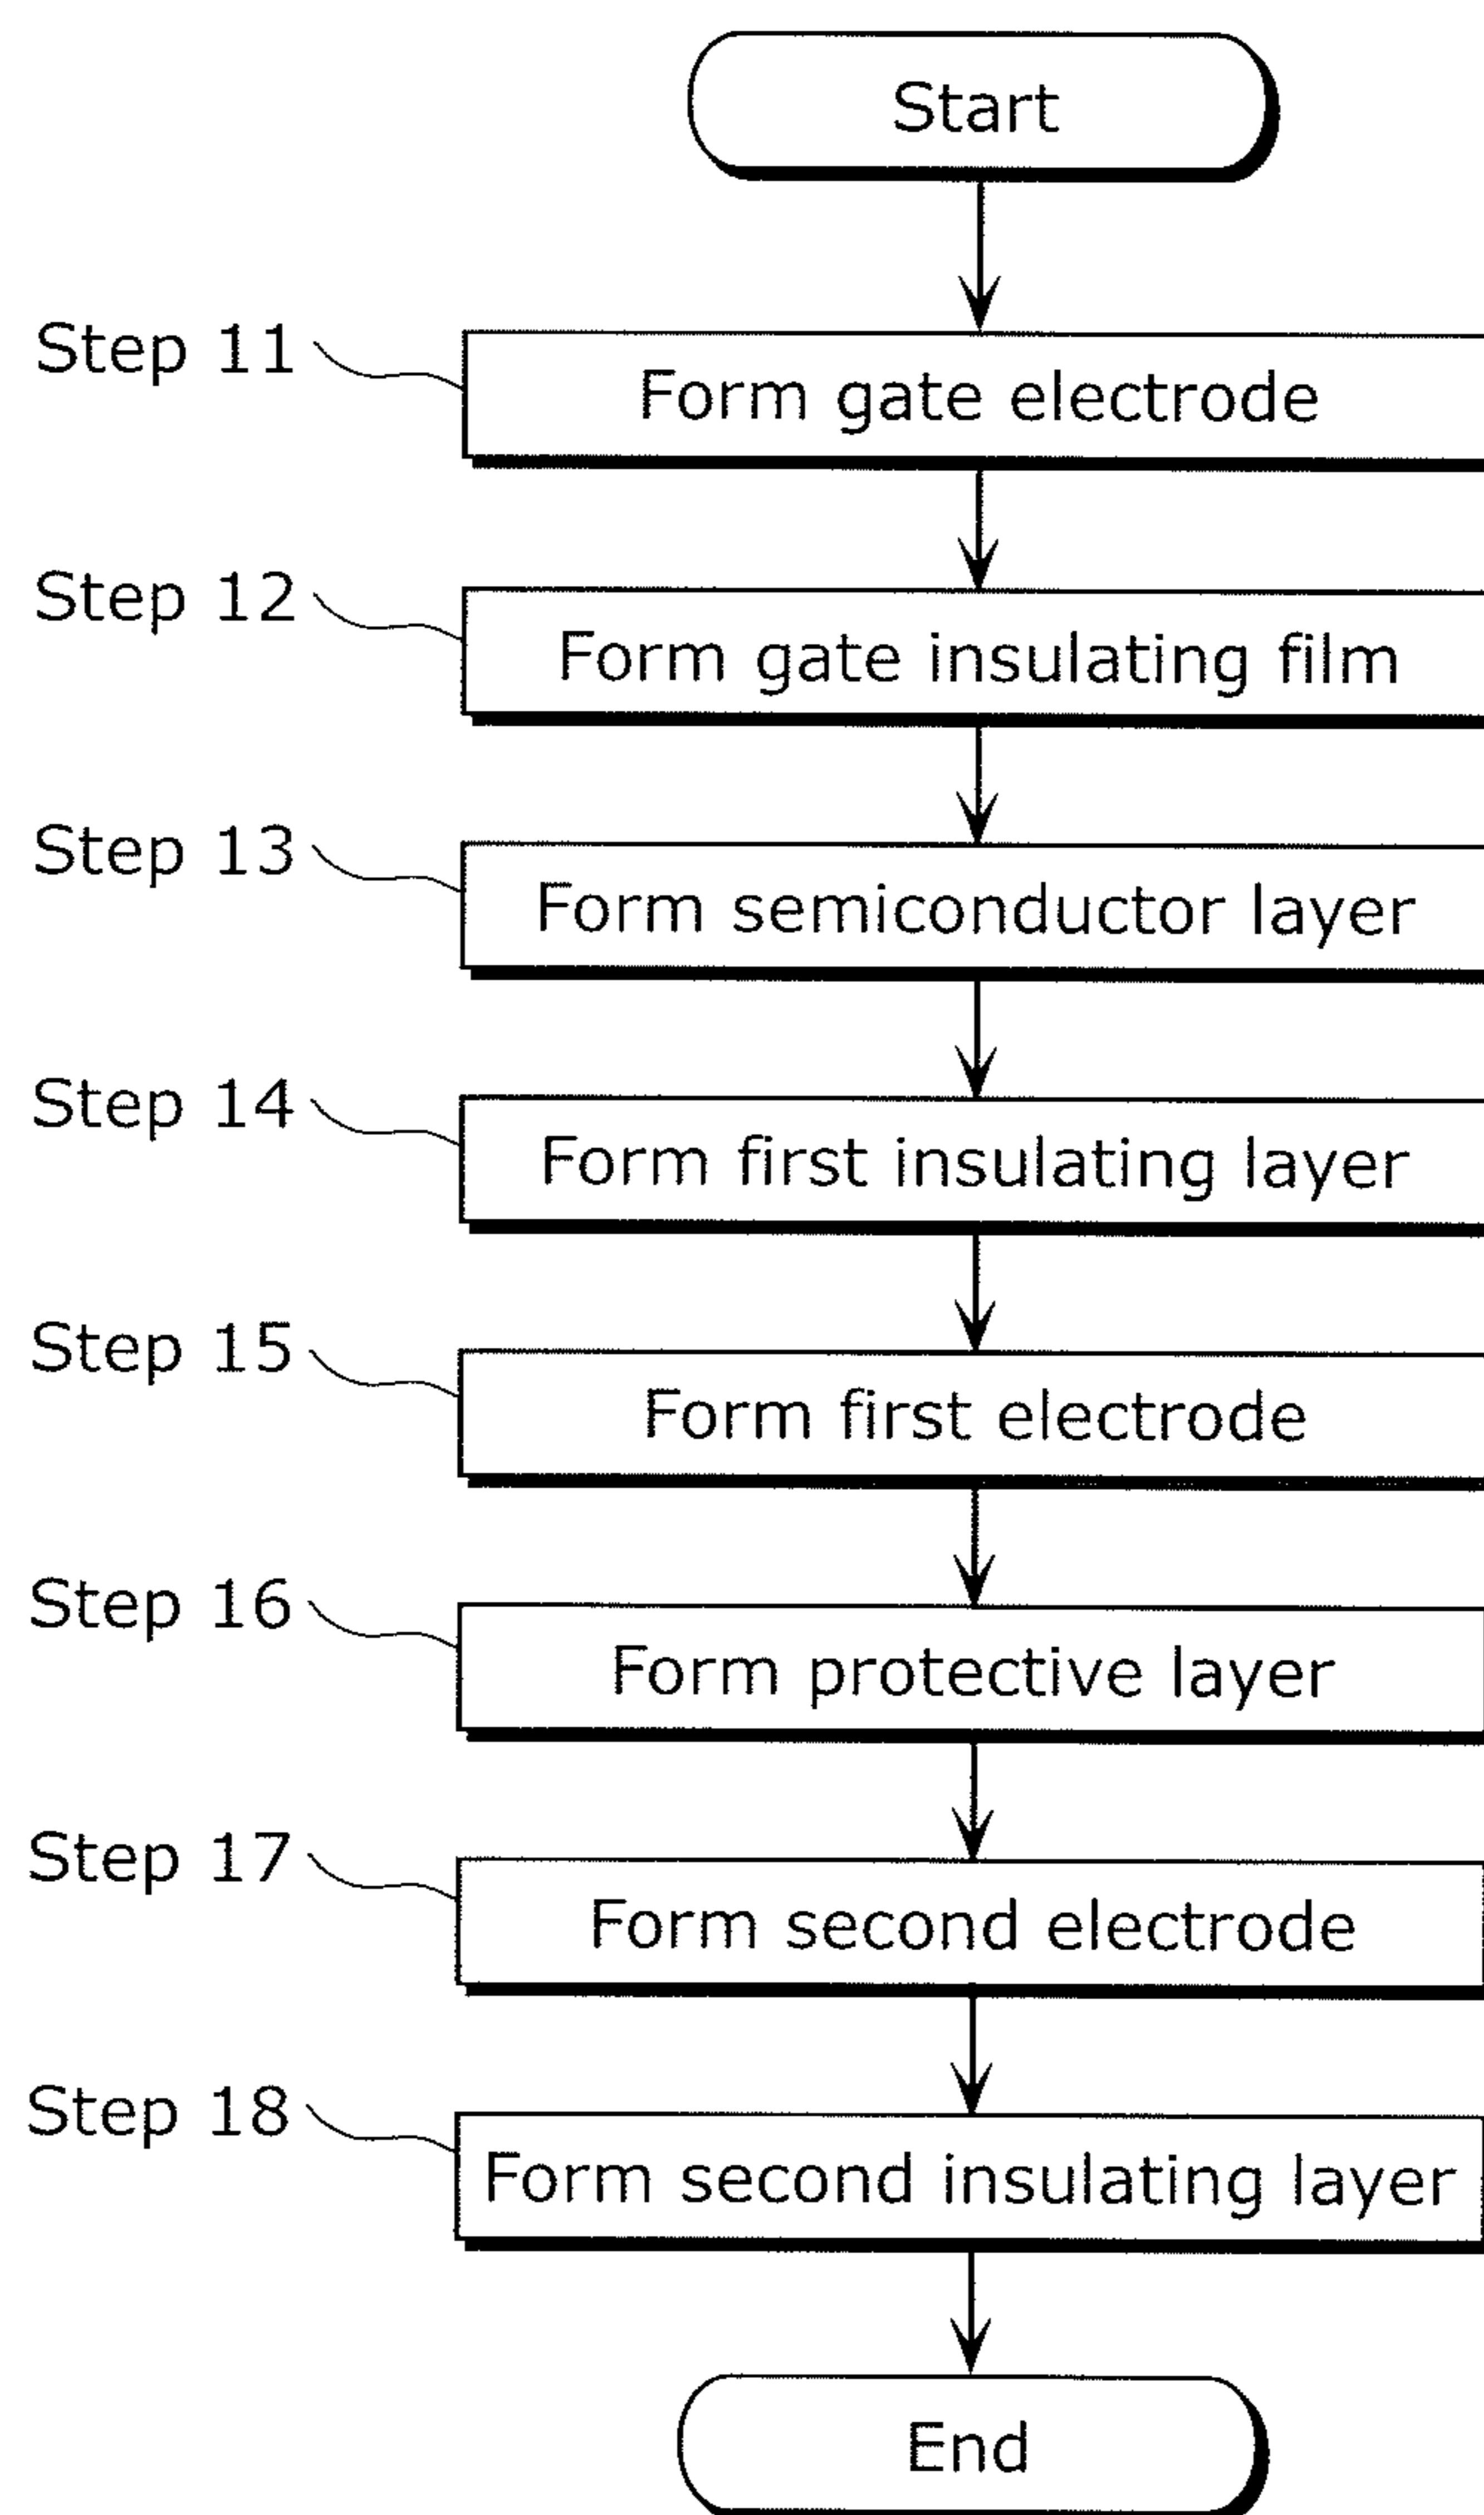 Start
Step 11
Form gate electrode
Step 12
Form gate insulating film
Step 13
Form semiconductor layer
Step 14
Form first insulating layer
Step 15
Form first electrode
Step 16
Form protective layer
Step 17
Form second electrode
Step 18
Form second insulating layer
End